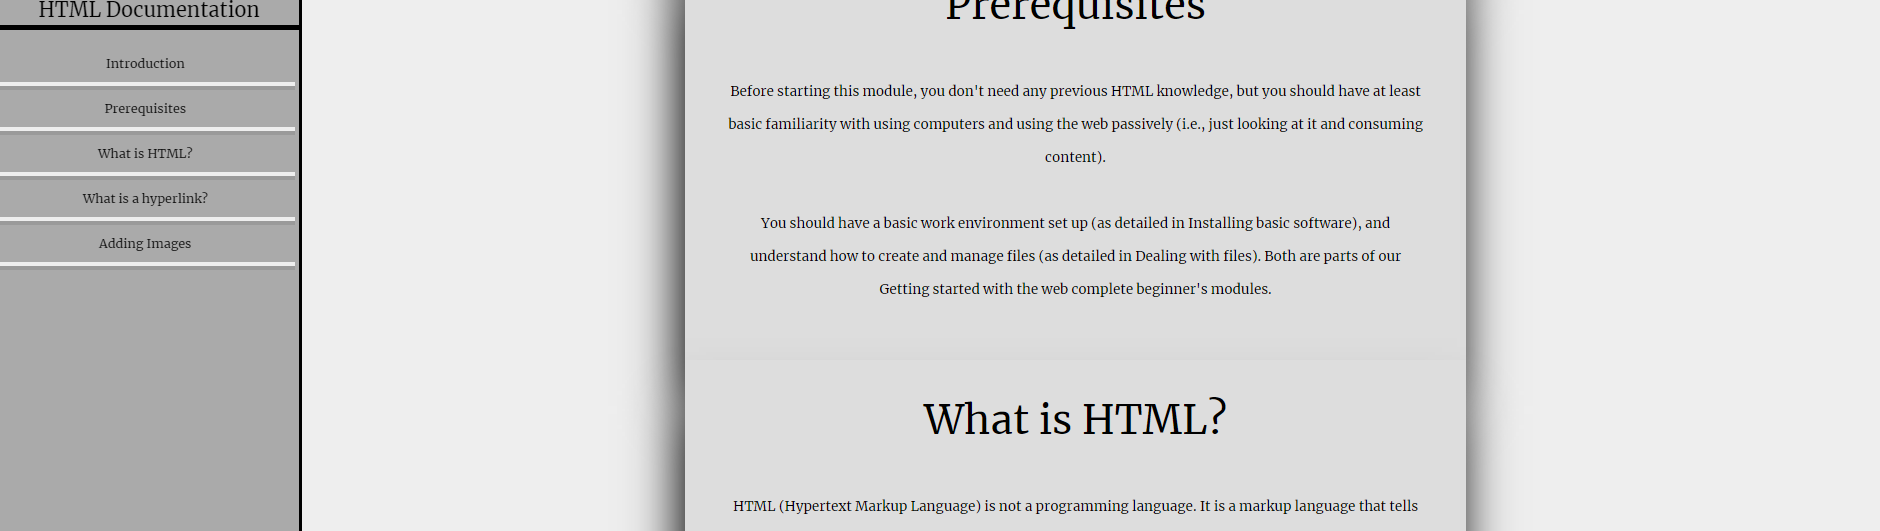 HTML Documentation
Introduction
Prerequisites
What is HTML?
What is a hyperlink?
Adding Images
Prerequisites
Before starting this module, you don't need any previous HTML knowledge, but you should have at least
basic familiarity with using computers and using the web passively (i.e., just looking at it and consuming
content).
You should have a basic work environment set up (as detailed in Installing basic software), and
understand how to create and manage files (as detailed in Dealing with files). Both are parts of our
Getting started with the web complete beginner's modules.
What is HTML?
HTML (Hypertext Markup Language) is not a programming language. It is a markup language that tells